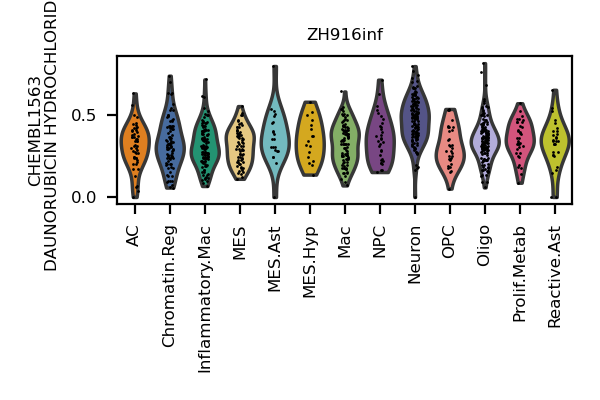 ZH916inf
CHEMBL1563
DAUNORUBICIN HYDROCHLORID
0.5
0.0
AC
Chromatin.Reg
Inflammatory.Mac
MES
MES.Ast
MES.Hyp
Mac
NPC
Neuron
OPC
Oligo
Prolif.Metab
Reactive.Ast